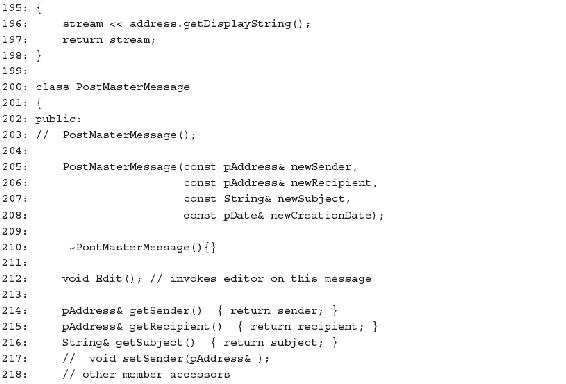 195: {
196:     stream << address.getDisplayString();
197:     return stream;
198: }
199:
200: class PostMasterMessage
201: {
202: public:
203: //  PostMasterMessage();
204:
205:     PostMasterMessage(const pAddress& newSender,
206:                       const pAddress& newRecipient,
207:                       const String& newSubject,
208:                       const pDate& newCreationDate);
209:
210:      ~PostMasterMessage(){}
211:
212:     void Edit(); // invokes editor on this message
213:
214:     pAddress& getSender()  { return sender; }
215:     pAddress& getRecipient()  { return recipient; }
216:     String& getSubject()  { return subject; }
217:     //  void setSender(pAddress& );
218:     // other member accessors